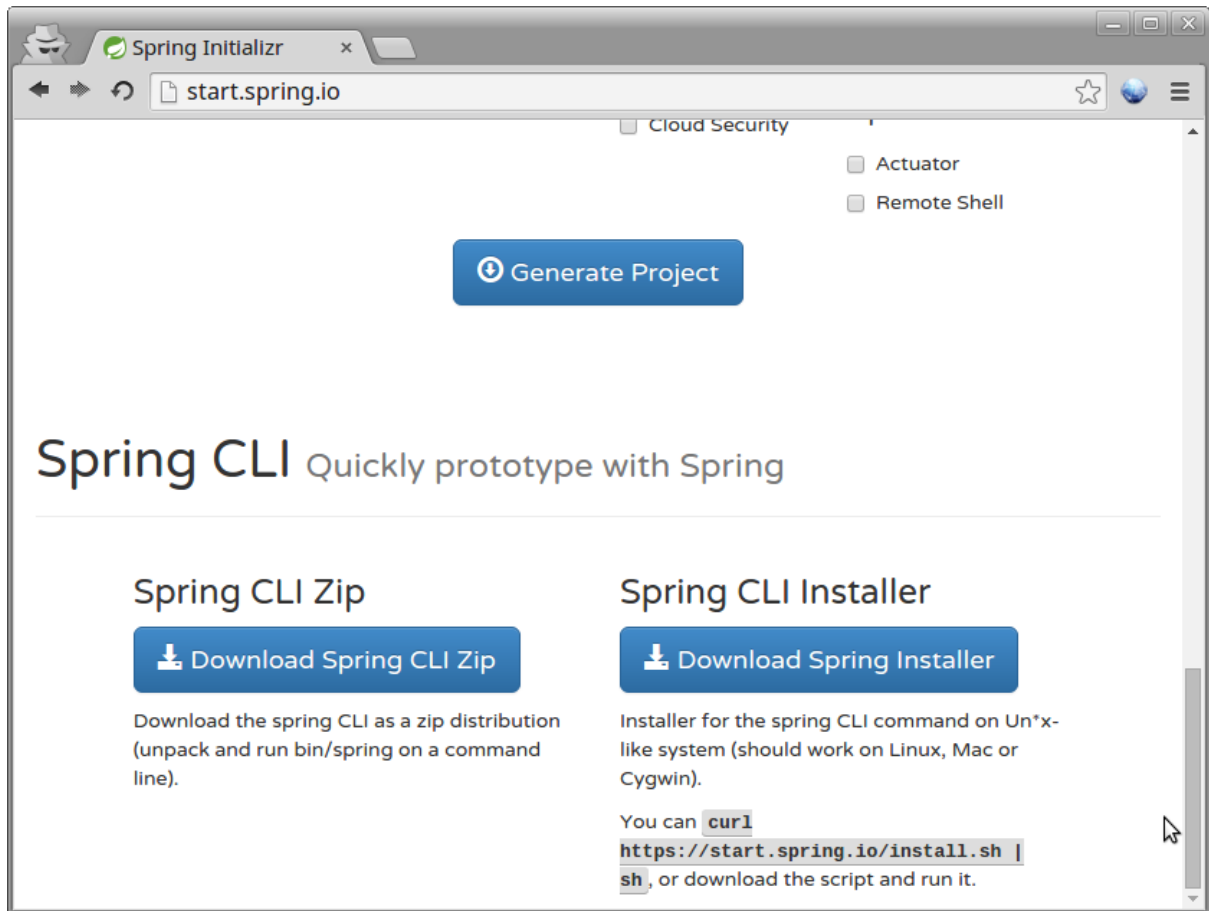 Spring Initializr
start.spring.io
Cloud Security
Actuator
Remote Shell
Generate Project
Spring CLI Quickly prototype with Spring
Spring CLI Zip
Download Spring CLI Zip
Download the spring CLI as a zip distribution
(unpack and run bin/spring on a command
line).
Spring CLI Installer
Download Spring Installer
Installer for the spring CLI command on Un*x-
like system (should work on Linux, Mac or
Cygwin).
You can curl
https://start.spring.io/install.sh |
sh, or download the script and run it.